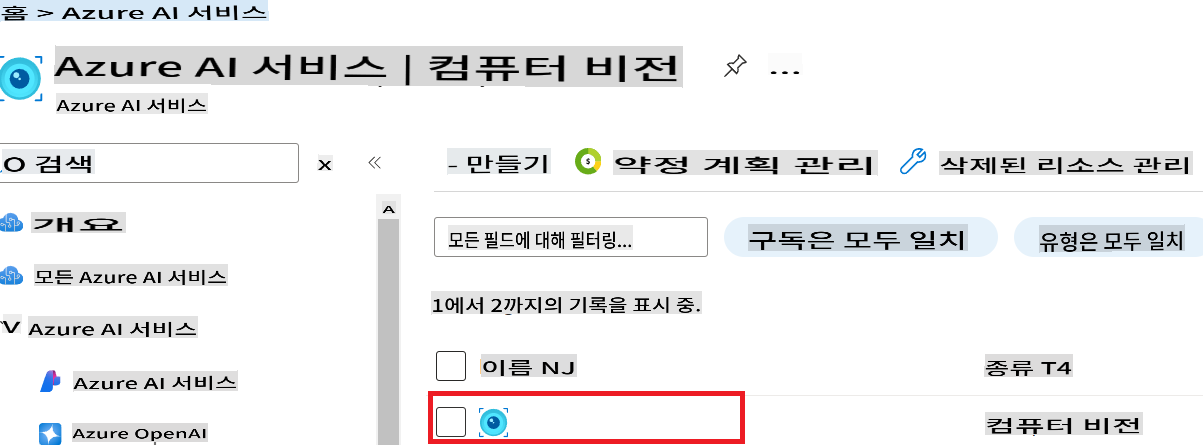 홈 > Azure AI 서비스
Azure AI 서비스 | 컴퓨터 비전
...
Azure AI 서비스
O 검색
x
«
- 만들기
약정 계획 관리
삭제된 리소스 관리
A
개요
모든 필드에 대해 필터링...
구독은 모두 일치
유형은 모두 일치
모든 Azure AI 서비스
1에서 2까지의 기록을 표시 중.
V Azure AI 서비스
이름 NJ
종류 T4
Azure AI 서비스
컴퓨터 비전
Azure OpenAI